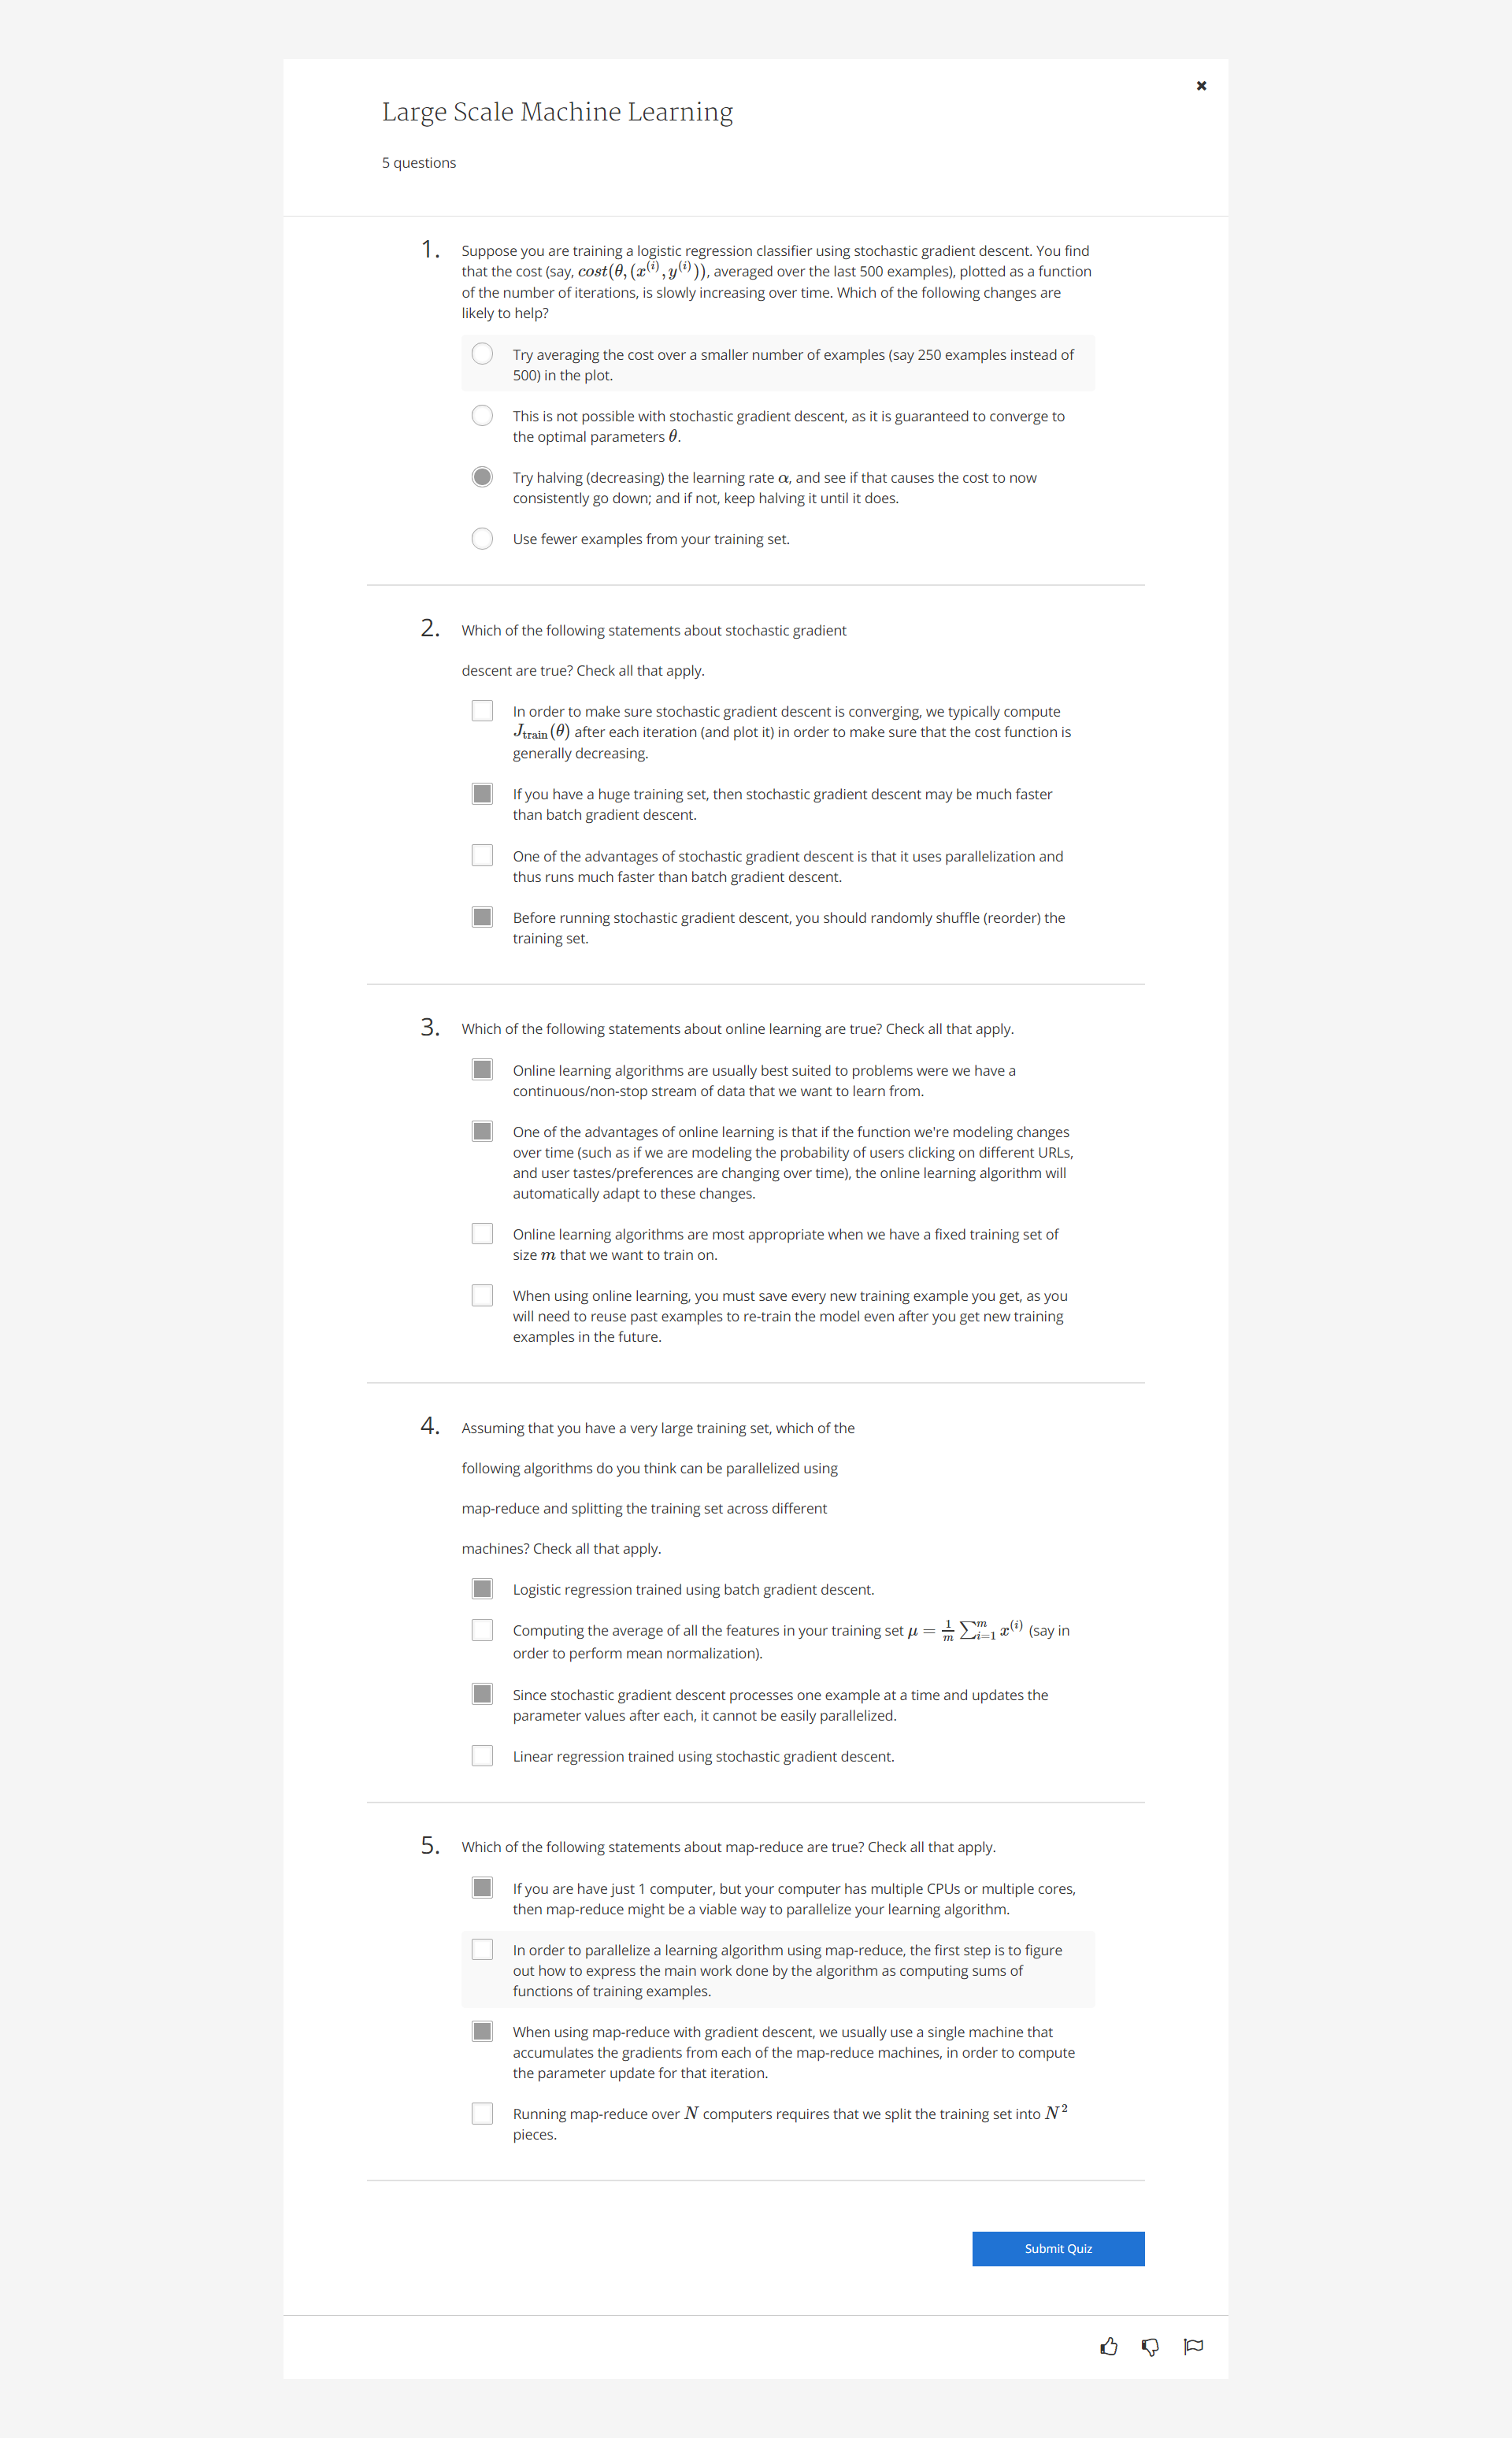 Large Scale Machine Learning
5 questions
1. Suppose you are training a logistic regression classifier using stochastic gradient descent. You find
that the cost (say, cost(θ, (x^(i), y^(i))), averaged over the last 500 examples), plotted as a function
of the number of iterations, is slowly increasing over time. Which of the following changes are
likely to help?
Try averaging the cost over a smaller number of examples (say 250 examples instead of
500) in the plot.
This is not possible with stochastic gradient descent, as it is guaranteed to converge to
the optimal parameters θ.
Try halving (decreasing) the learning rate α, and see if that causes the cost to now
consistently go down; and if not, keep halving it until it does.
Use fewer examples from your training set.
2. Which of the following statements about stochastic gradient
descent are true? Check all that apply.
In order to make sure stochastic gradient descent is converging, we typically compute
J_train(θ) after each iteration (and plot it) in order to make sure that the cost function is
generally decreasing.
If you have a huge training set, then stochastic gradient descent may be much faster
than batch gradient descent.
One of the advantages of stochastic gradient descent is that it uses parallelization and
thus runs much faster than batch gradient descent.
Before running stochastic gradient descent, you should randomly shuffle (reorder) the
training set.
3. Which of the following statements about online learning are true? Check all that apply.
Online learning algorithms are usually best suited to problems were we have a
continuous/non-stop stream of data that we want to learn from.
One of the advantages of online learning is that if the function we're modeling changes
over time (such as if we are modeling the probability of users clicking on different URLs,
and user tastes/preferences are changing over time), the online learning algorithm will
automatically adapt to these changes.
Online learning algorithms are most appropriate when we have a fixed training set of
size m that we want to train on.
When using online learning, you must save every new training example you get, as you
will need to reuse past examples to re-train the model even after you get new training
examples in the future.
4. Assuming that you have a very large training set, which of the
following algorithms do you think can be parallelized using
map-reduce and splitting the training set across different
machines? Check all that apply.
Logistic regression trained using batch gradient descent.
Computing the average of all the features in your training set μ = 1/m ∑_{i=1}^m x^(i) (say in
order to perform mean normalization).
Since stochastic gradient descent processes one example at a time and updates the
parameter values after each, it cannot be easily parallelized.
Linear regression trained using stochastic gradient descent.
5. Which of the following statements about map-reduce are true? Check all that apply.
If you are have just 1 computer, but your computer has multiple CPUs or multiple cores,
then map-reduce might be a viable way to parallelize your learning algorithm.
In order to parallelize a learning algorithm using map-reduce, the first step is to figure
out how to express the main work done by the algorithm as computing sums of
functions of training examples.
When using map-reduce with gradient descent, we usually use a single machine that
accumulates the gradients from each of the map-reduce machines, in order to compute
the parameter update for that iteration.
Running map-reduce over N computers requires that we split the training set into N²
pieces.
Submit Quiz